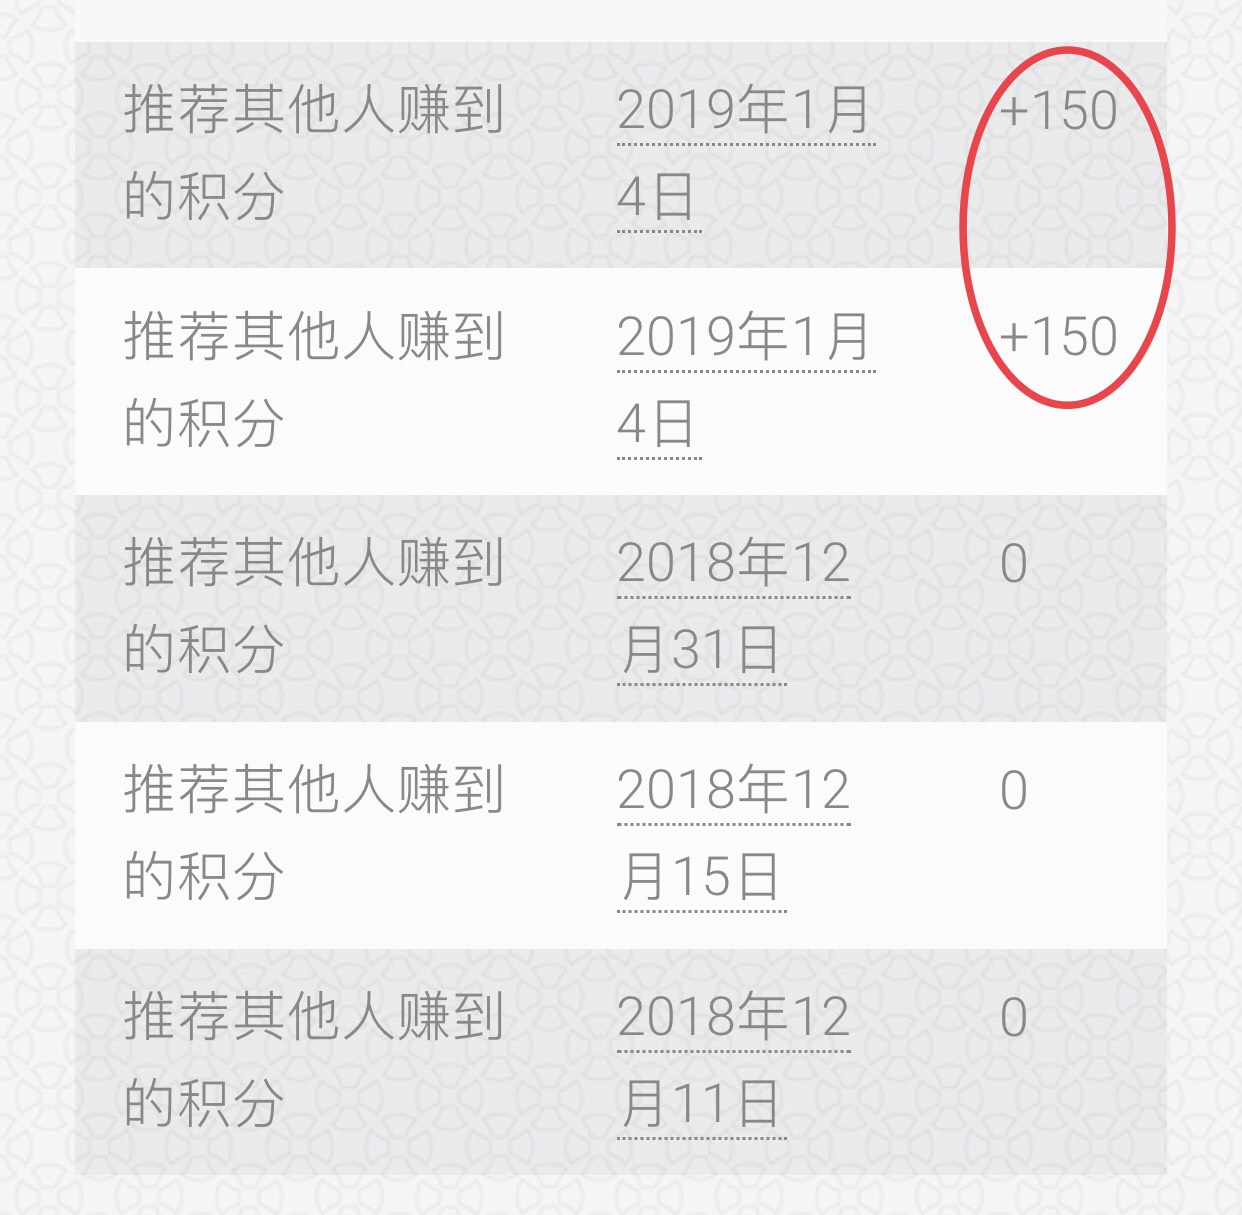 推荐其他人赚到 2019年1月 +150
的积分 4日
推荐其他人赚到 2019年1月 +150
的积分 4日
推荐其他人赚到 2018年12 0
的积分 月31日
推荐其他人赚到 2018年12 0
的积分 月15日
推荐其他人赚到 2018年12 0
的积分 月11日